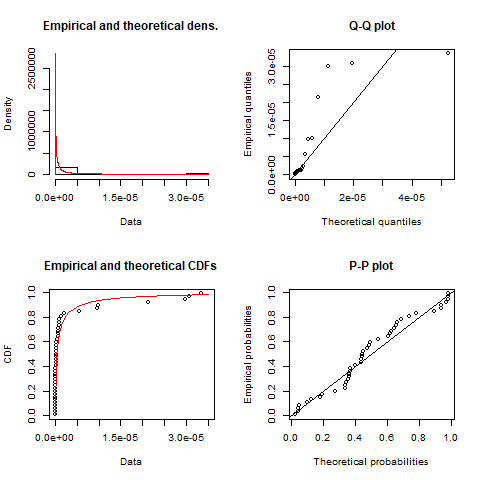 Empirical and theoretical dens.
Density
0 1000000 2500000
0.0e+00 1.5e-05 3.0e-05
Data
Q-Q plot
Empirical quantiles
0.0e+00 1.5e-05 3.0e-05
0e+00 2e-05 4e-05
Theoretical quantiles
Empirical and theoretical CDFs
CDF
0.0 0.2 0.4 0.6 0.8 1.0
0.0e+00 1.5e-05 3.0e-05
Data
P-P plot
Empirical probabilities
0.0 0.2 0.4 0.6 0.8 1.0
0.0 0.2 0.4 0.6 0.8 1.0
Theoretical probabilities